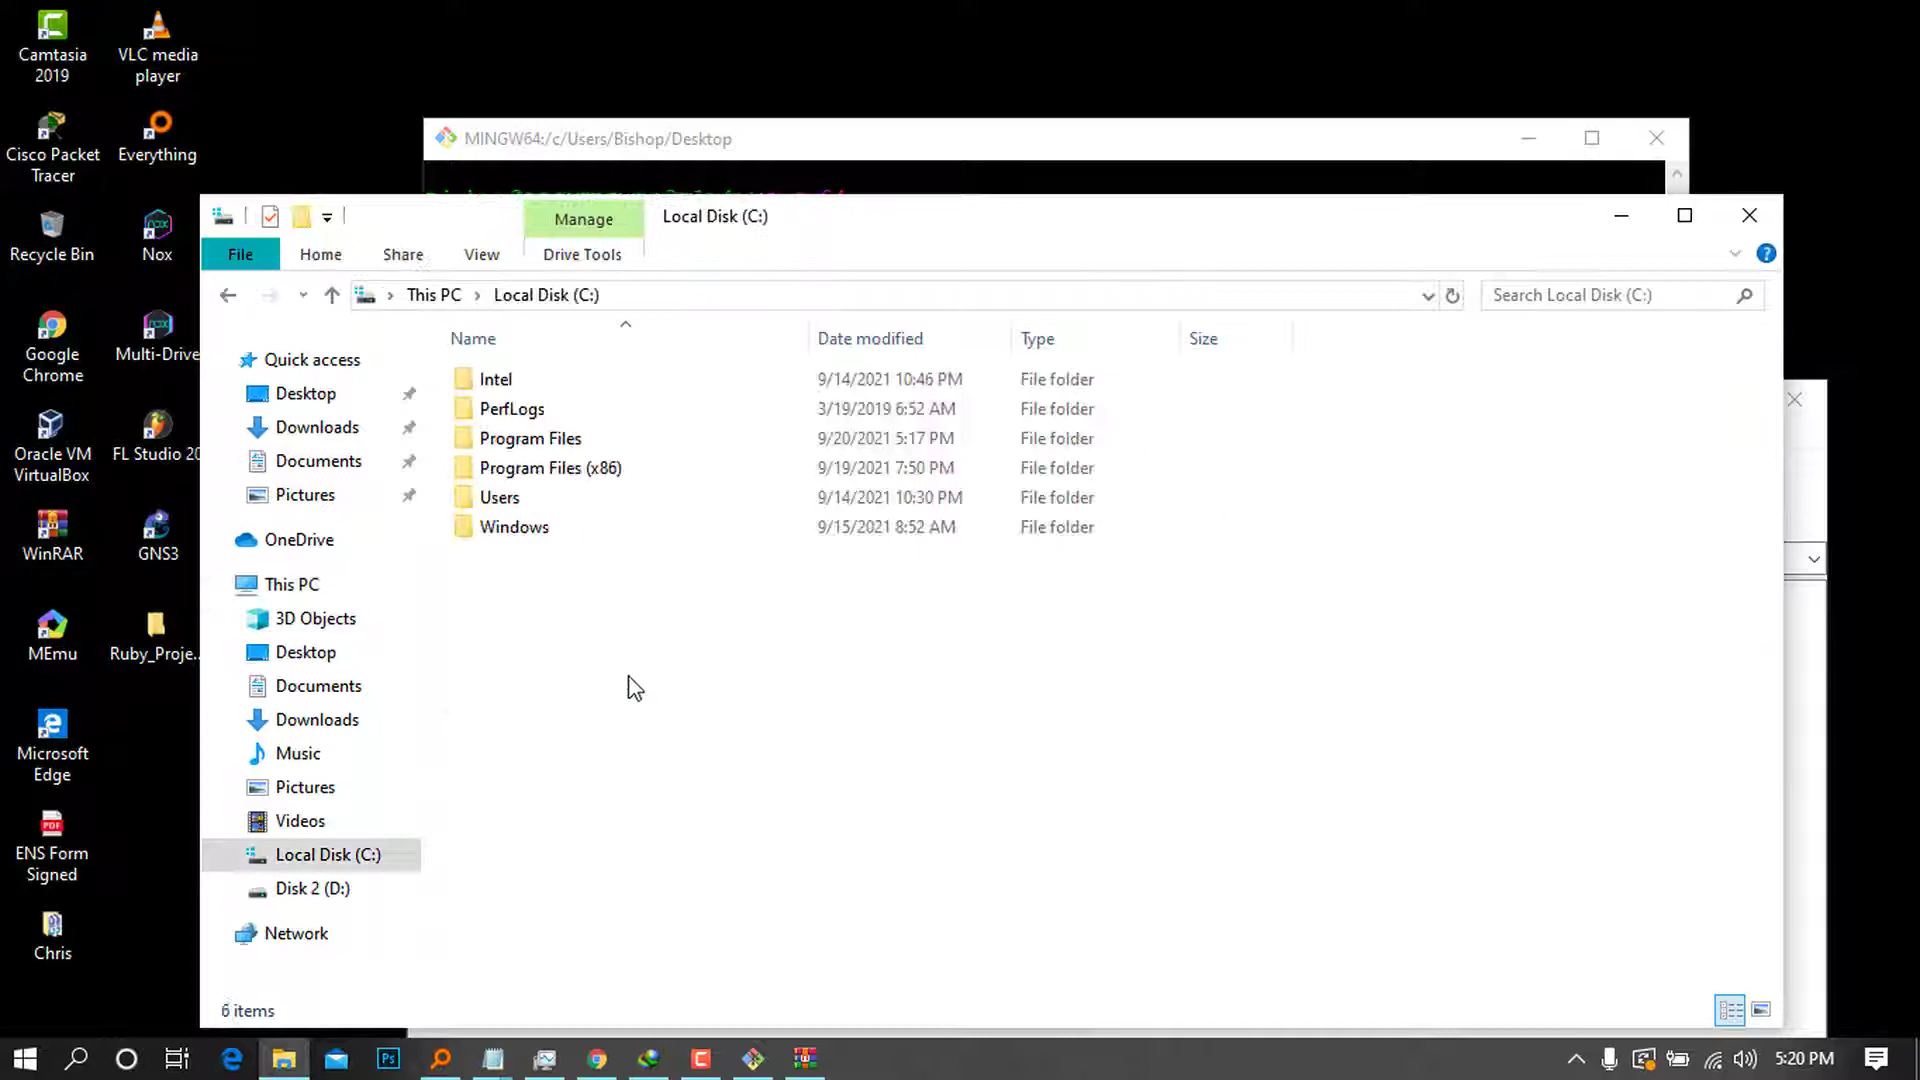 Camtasia
2019
VLC media
player
Cisco Packet
Tracer
Everything
Recycle Bin
Nox
Google
Chrome
Multi-Drive
Oracle VM
VirtualBox
FL Studio 20
WinRAR
GNS3
MEmu
Ruby_Proje...
Microsoft
Edge
PDF
ENS Form
Signed
Chris
MINGW64:/c/Users/Bishop/Desktop
Manage
Local Disk (C:)
File
Home
Share
View
Drive Tools
This PC
Local Disk (C:)
Search Local Disk (C:)
Name
Date modified
Type
Size
Intel 9/14/2021 10:46 PM File folder
PerfLogs 3/19/2019 6:52 AM File folder
Program Files 9/20/2021 5:17 PM File folder
Program Files (x86) 9/19/2021 7:50 PM File folder
Users 9/14/2021 10:30 PM File folder
Windows 9/15/2021 8:52 AM File folder
Quick access
Desktop
Downloads
Documents
Pictures
OneDrive
This PC
3D Objects
Desktop
Documents
Downloads
Music
Pictures
Videos
Local Disk (C:)
Disk 2 (D:)
Network
6 items
Ps
5:20 PM